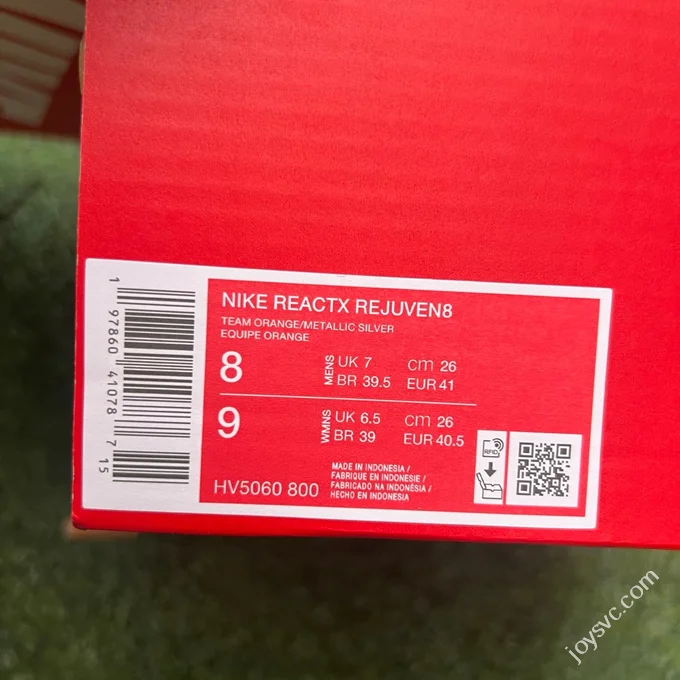 NIKE REACTX REJUVEN8
TEAM ORANGE/METALLIC SILVER
EQUIPE ORANGE
8 MENS UK 7 cm 26
BR 39.5 EUR 41
9 WMNS UK 6.5 cm 26
BR 39 EUR 40.5
HV5060 800
MADE IN INDONESIA /
FABRIQUE EN INDONESIE /
FABRICADO NA INDONÉSIA /
HECHO EN INDONESIA
RFID
1 97860 41078 7 15
joysvc.com